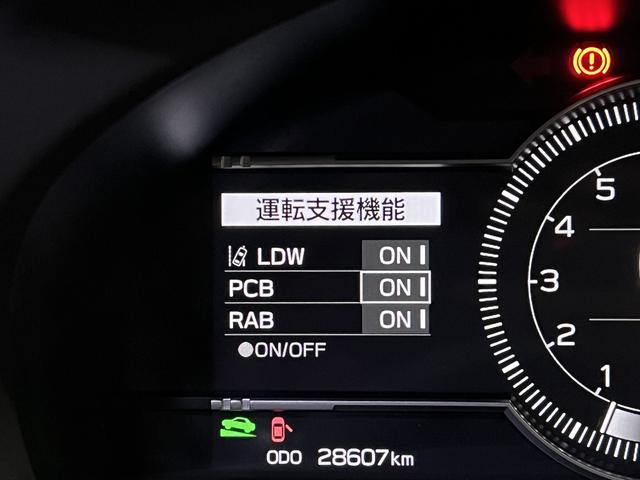 運転支援機能
LDW ON
PCB ON
RAB ON
●ON/OFF
ODO 28607km
5
4
3
2
1